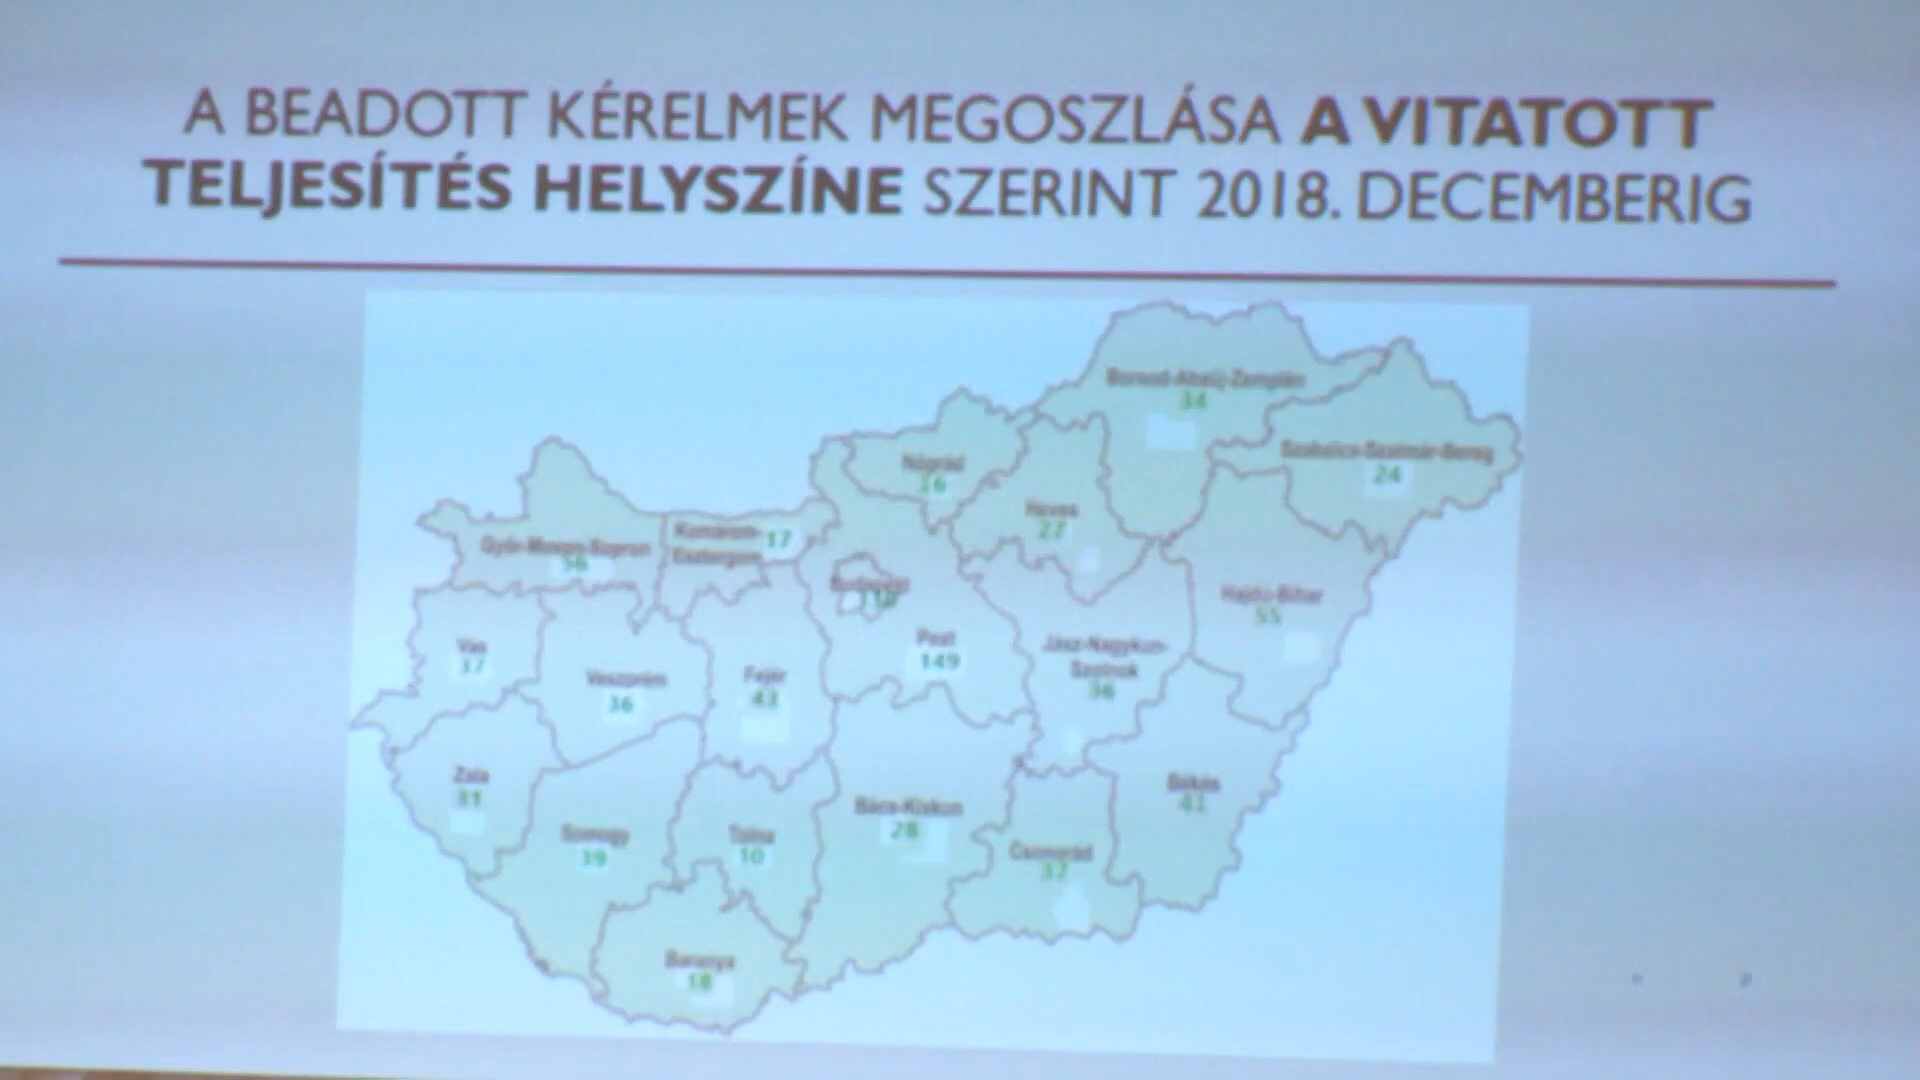 A BEADOTT KÉRELMEK MEGOSZLÁSA A VITATOTT
TELJESÍTÉS HELYSZÍNE SZERINT 2018. DECEMBERIG
Borsod-Abaúj-Zemplén
34
Szabolcs-Szatmár-Bereg
24
Nógrád
16
Heves
27
Komárom-
Esztergom
17
Győr-Moson-Sopron
56
Budapest
Hajdú-Bihar
55
Pest
149
Jász-Nagykun-
Szolnok
36
Vas
17
Veszprém
36
Fejér
43
Zala
31
Békés
41
Bács-Kiskun
28
Somogy
39
Tolna
10
Csongrád
Baranya
18